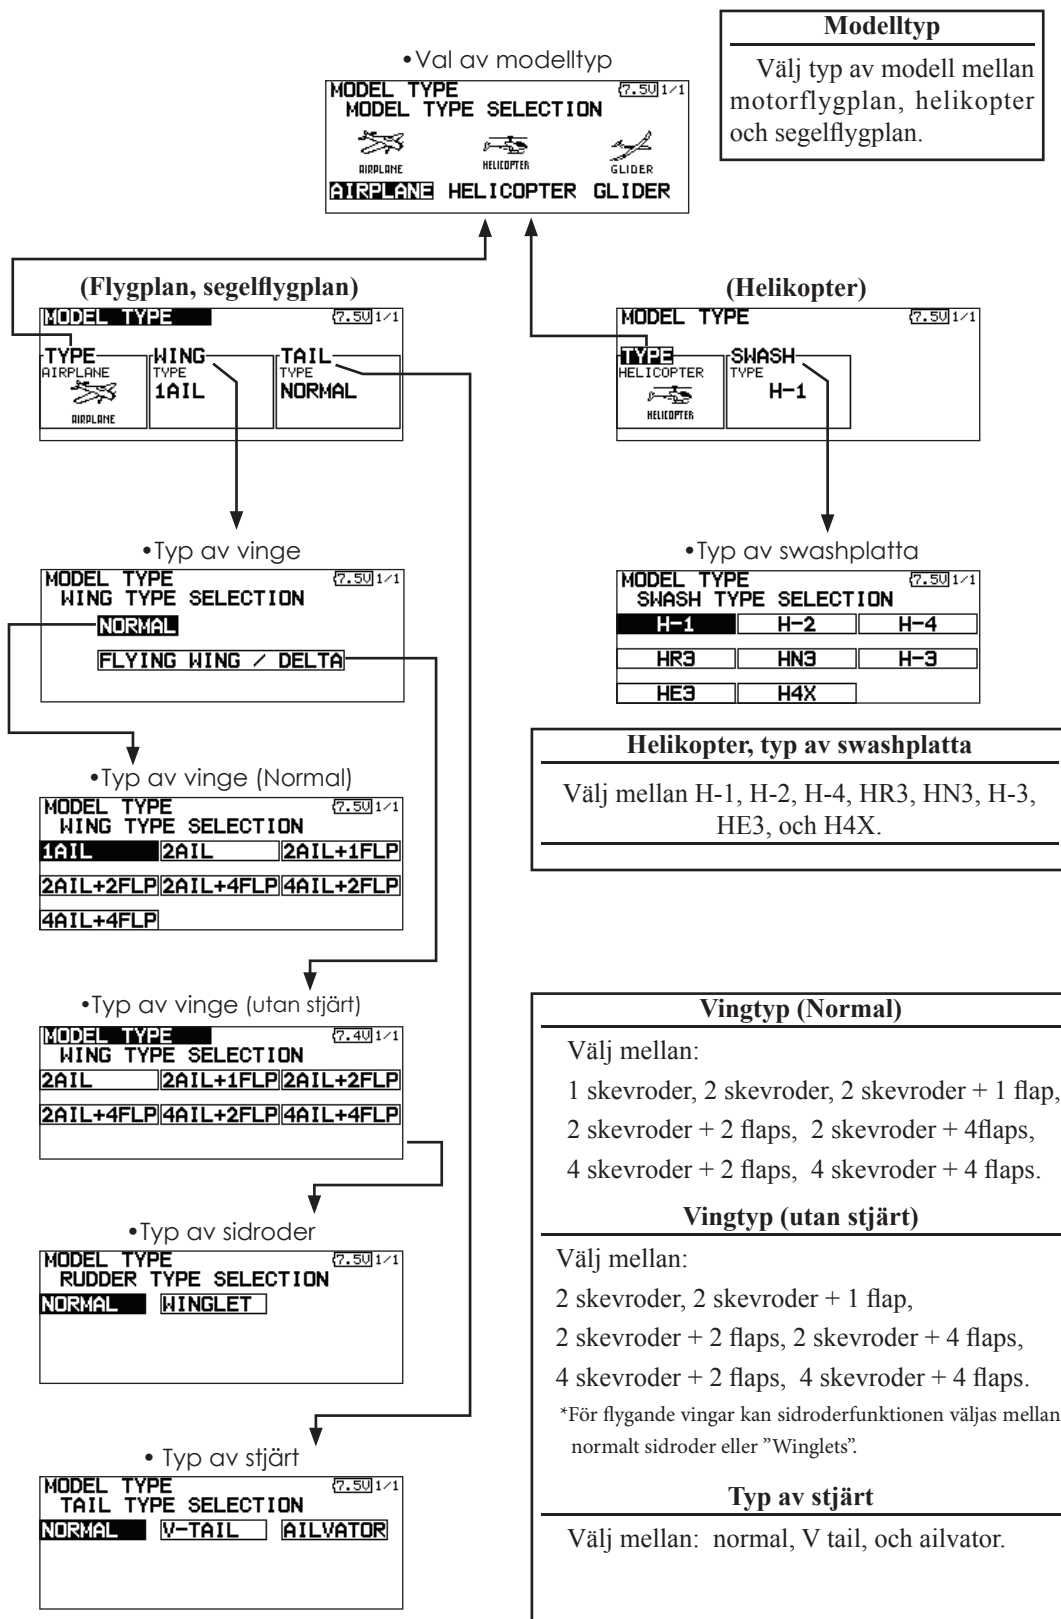 Modelltyp
Välj typ av modell mellan
motorflygplan, helikopter
och segelflygplan.
•Val av modelltyp
MODEL TYPE 7.5V 1/1
MODEL TYPE SELECTION
AIRPLANE HELICOPTER GLIDER
AIRPLANE HELICOPTER GLIDER
(Flygplan, segelflygplan)
MODEL TYPE 7.5V 1/1
TYPE WING TAIL
AIRPLANE TYPE TYPE
1AIL NORMAL
AIRPLANE
(Helikopter)
MODEL TYPE 7.5V 1/1
TYPE SWASH
HELICOPTER TYPE
H-1
HELICOPTER
•Typ av vinge
MODEL TYPE 7.5V 1/1
WING TYPE SELECTION
NORMAL
FLYING WING / DELTA
•Typ av swashplatta
MODEL TYPE 7.5V 1/1
SWASH TYPE SELECTION
H-1 H-2 H-4
HR3 HN3 H-3
HE3 H4X
Helikopter, typ av swashplatta
Välj mellan H-1, H-2, H-4, HR3, HN3, H-3,
HE3, och H4X.
•Typ av vinge (Normal)
MODEL TYPE 7.5V 1/1
WING TYPE SELECTION
1AIL 2AIL 2AIL+1FLP
2AIL+2FLP 2AIL+4FLP 4AIL+2FLP
4AIL+4FLP
•Typ av vinge (utan stjärt)
MODEL TYPE 7.4V 1/1
WING TYPE SELECTION
2AIL 2AIL+1FLP 2AIL+2FLP
2AIL+4FLP 4AIL+2FLP 4AIL+4FLP
•Typ av sidroder
MODEL TYPE 7.5V 1/1
RUDDER TYPE SELECTION
NORMAL WINGLET
• Typ av stjärt
MODEL TYPE 7.5V 1/1
TAIL TYPE SELECTION
NORMAL V-TAIL AILVATOR
Vingtyp (Normal)
Välj mellan:
1 skevroder, 2 skevroder, 2 skevroder + 1 flap,
2 skevroder + 2 flaps, 2 skevroder + 4flaps,
4 skevroder + 2 flaps, 4 skevroder + 4 flaps.
Vingtyp (utan stjärt)
Välj mellan:
2 skevroder, 2 skevroder + 1 flap,
2 skevroder + 2 flaps, 2 skevroder + 4 flaps,
4 skevroder + 2 flaps, 4 skevroder + 4 flaps.
*För flygande vingar kan sidroderfunktionen väljas mellan
normalt sidroder eller ”Winglets”.
Typ av stjärt
Välj mellan: normal, V tail, och ailvator.